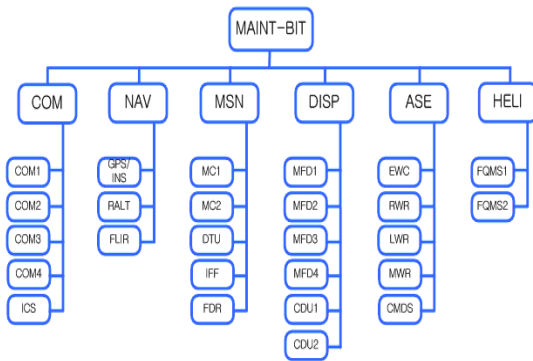 MAINT-BIT
COM
NAV
MSN
DISP
ASE
HELI
COM1
COM2
COM3
COM4
ICS
GPS/
INS
RALT
FLIR
MC1
MC2
DTU
IFF
FDR
MFD1
MFD2
MFD3
MFD4
CDU1
CDU2
EWC
RWR
LWR
MWR
CMDS
FQMS1
FQMS2